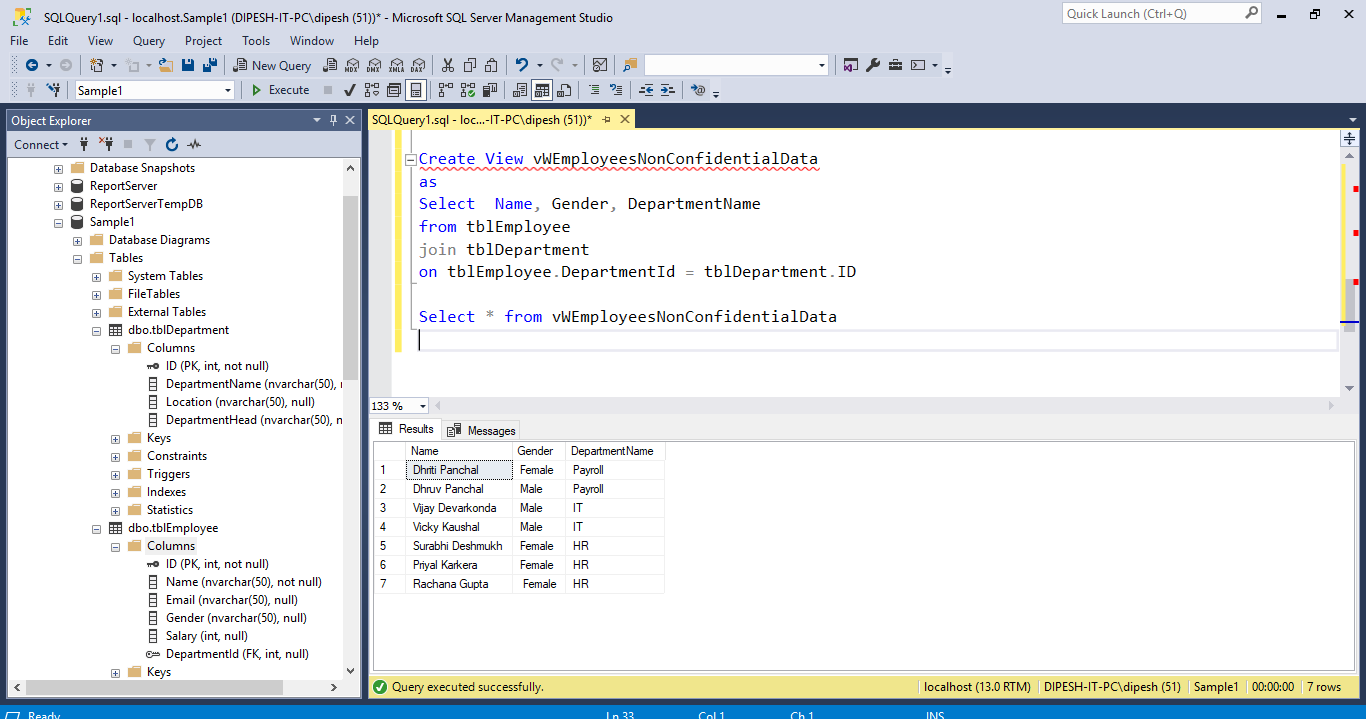 SQLQuery1.sql - localhost.Sample1 (DIPESH-IT-PC\dipesh (51))* - Microsoft SQL Server Management Studio
Quick Launch (Ctrl+Q)
File Edit View Query Project Tools Window Help
New Query MDX DMX XMLA DAX
Sample1 Execute
Object Explorer
Connect
Database Snapshots
ReportServer
ReportServerTempDB
Sample1
Database Diagrams
Tables
System Tables
FileTables
External Tables
dbo.tblDepartment
Columns
ID (PK, int, not null)
DepartmentName (nvarchar(50), 
Location (nvarchar(50), null)
DepartmentHead (nvarchar(50), n
Keys
Constraints
Triggers
Indexes
Statistics
dbo.tblEmployee
Columns
ID (PK, int, not null)
Name (nvarchar(50), not null)
Email (nvarchar(50), null)
Gender (nvarchar(50), null)
Salary (int, null)
DepartmentId (FK, int, null)
Keys
SQLQuery1.sql - loc...-IT-PC\dipesh (51))*
Create View vWEmployeesNonConfidentialData
as
Select  Name, Gender, DepartmentName
from tblEmployee
join tblDepartment
on tblEmployee.DepartmentId = tblDepartment.ID
Select * from vWEmployeesNonConfidentialData
133 %
Results Messages
Name Gender DepartmentName
1 Dhriti Panchal Female Payroll
2 Dhruv Panchal Male Payroll
3 Vijay Devarkonda Male IT
4 Vicky Kaushal Male IT
5 Surabhi Deshmukh Female HR
6 Priyal Karkera Female HR
7 Rachana Gupta Female HR
Query executed successfully. localhost (13.0 RTM) DIPESH-IT-PC\dipesh (51) Sample1 00:00:00 7 rows
Ready Ln 33 Col 1 Ch 1 INS